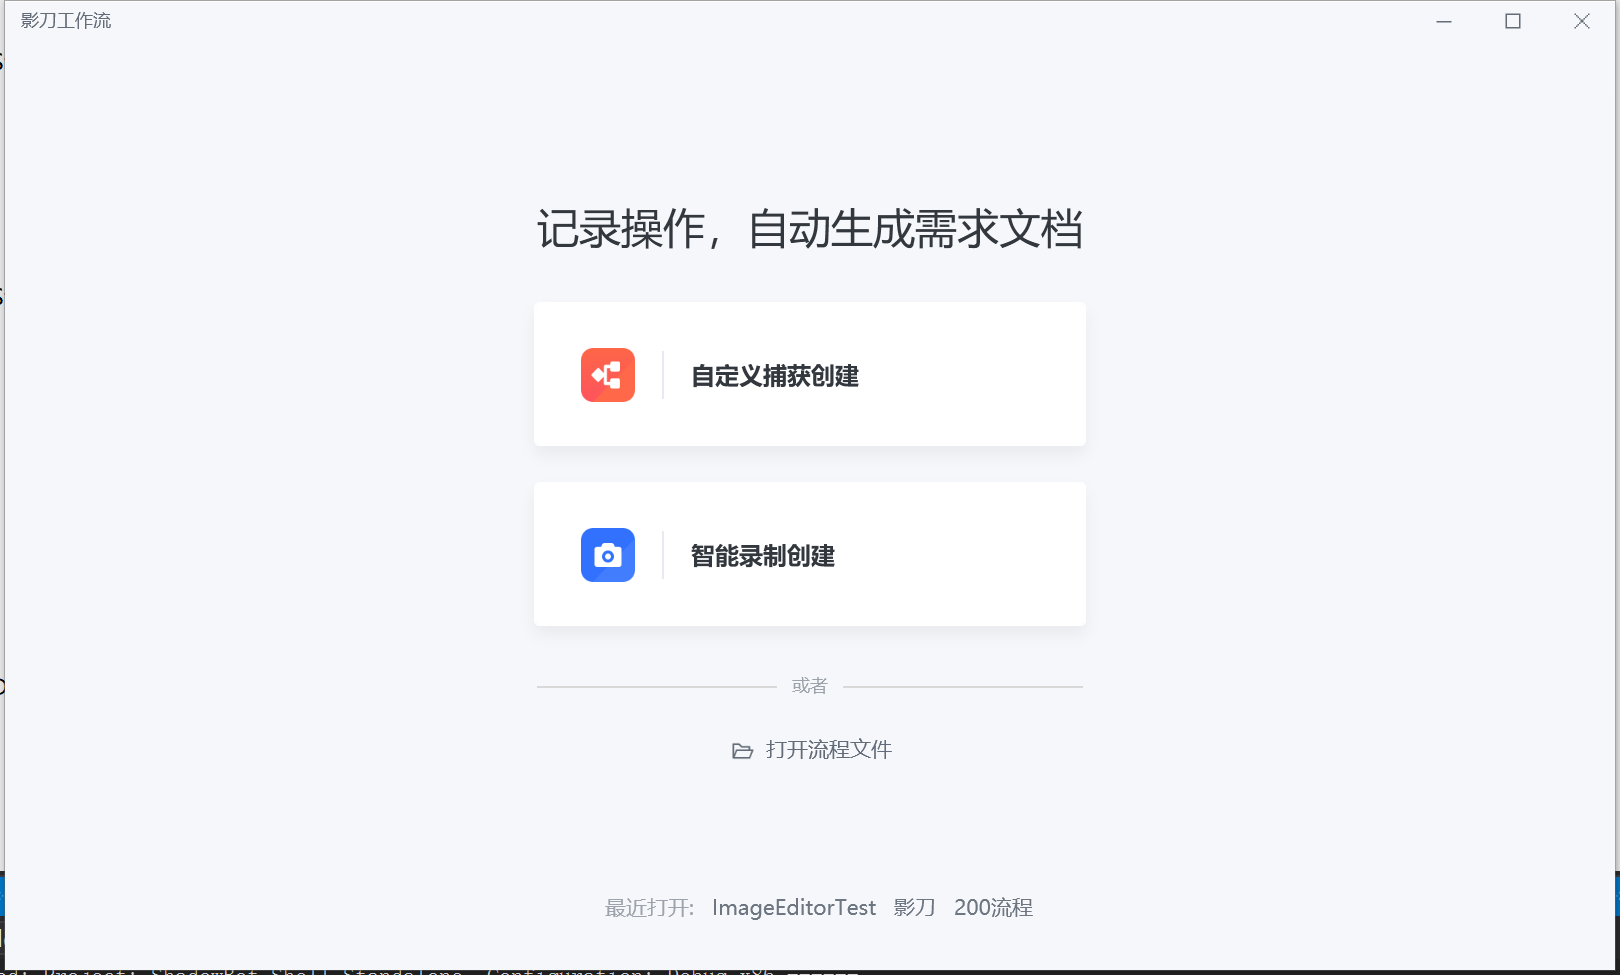 影刀工作流
记录操作，自动生成需求文档
自定义捕获创建
智能录制创建
或者
打开流程文件
最近打开: ImageEditorTest 影刀 200流程